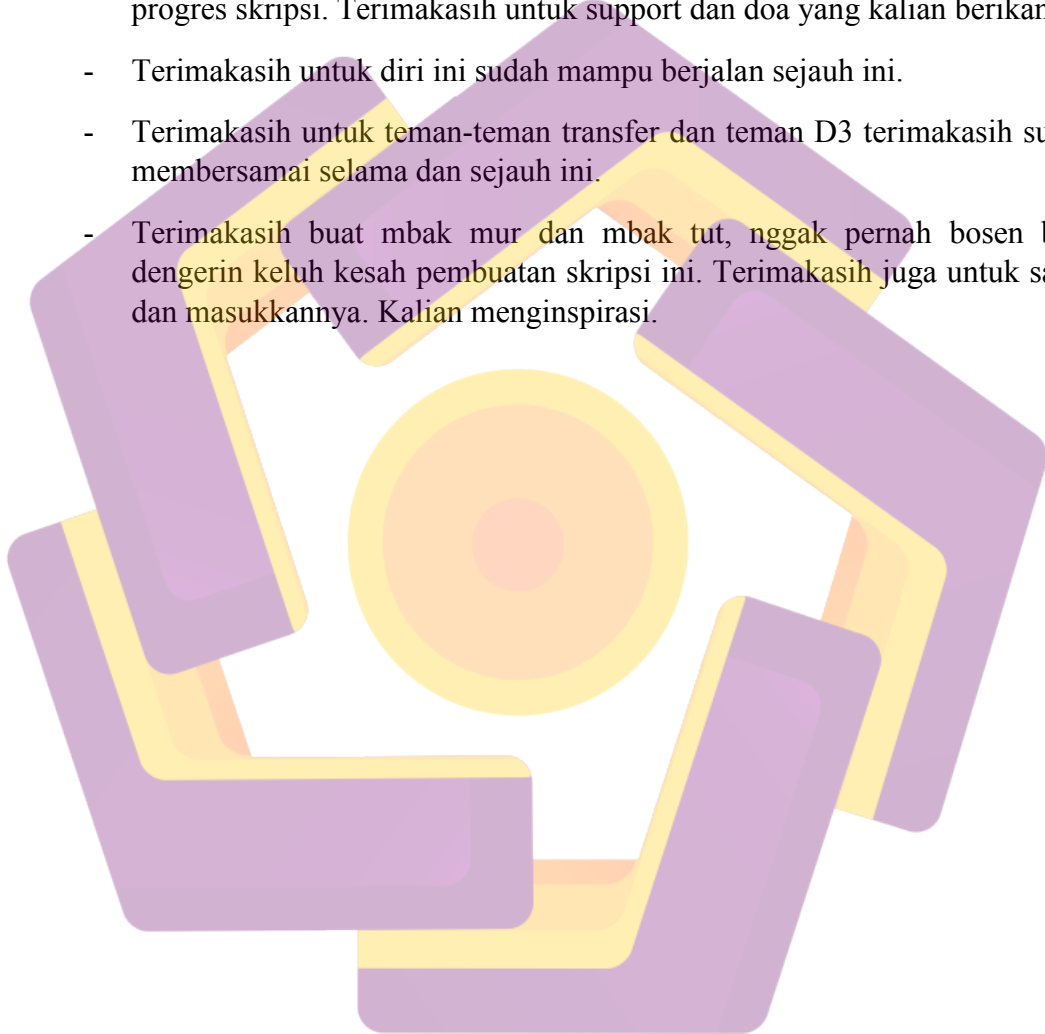 progres skripsi. Terimakasih untuk support dan doa yang kalian berikan
- Terimakasih untuk diri ini sudah mampu berjalan sejauh ini.
- Terimakasih untuk teman-teman transfer dan teman D3 terimakasih
membersamai selama dan sejauh ini.
- Terimakasih buat mbak mur dan mbak tut, nggak pernah bosen
dengerin keluh kesah pembuatan skripsi ini. Terimakasih juga untuk
dan masukkannya. Kalian menginspirasi.